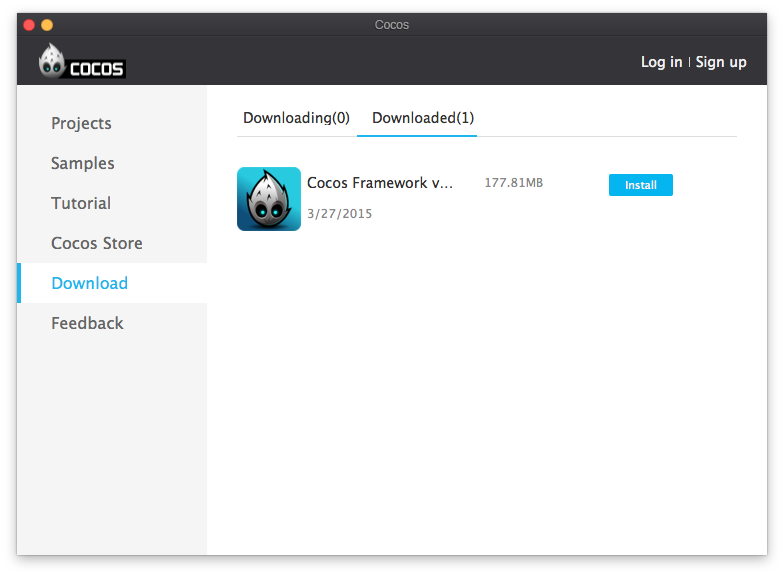 Cocos
COCOS
Log in | Sign up
Projects
Samples
Tutorial
Cocos Store
Download
Feedback
Downloading(0) Downloaded(1)
Cocos Framework v... 177.81MB Install
3/27/2015